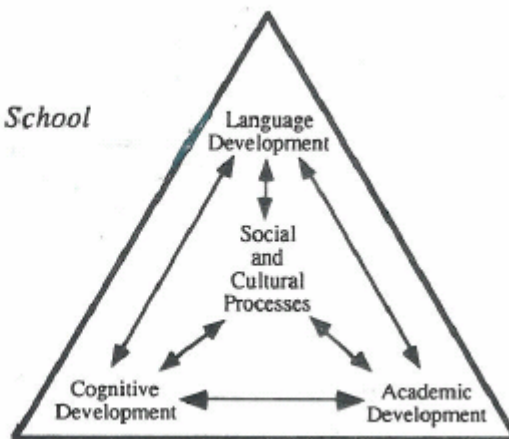 School
Language
Development
Social
and
Cultural
Processes
Cognitive
Development
Academic
Development